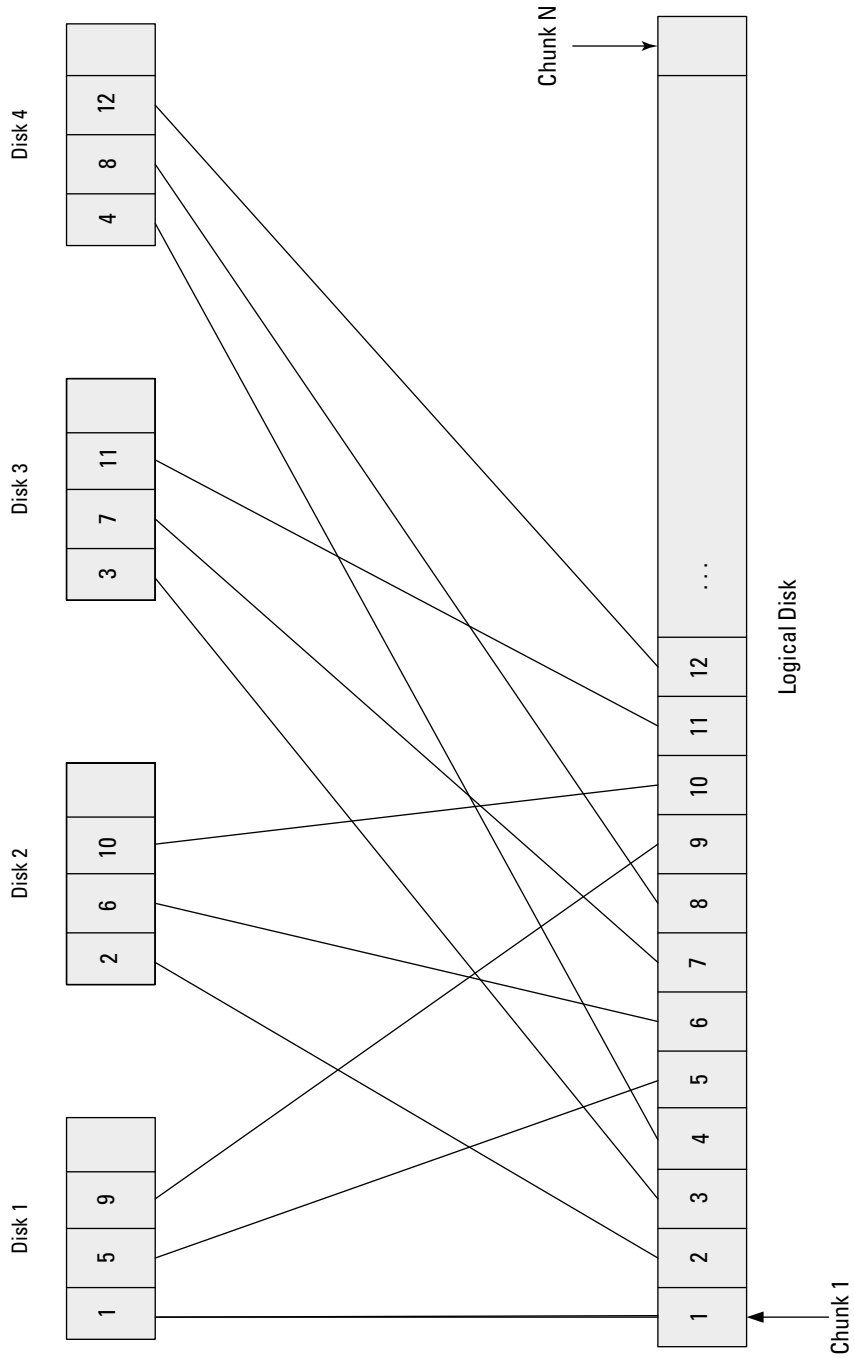 Disk 1
Disk 2
Disk 3
Disk 4
1 5 9
2 6 10
3 7 11
4 8 12
Chunk N
1 2 3 4 5 6 7 8 9 10 11 12 ...
Chunk 1
Logical Disk